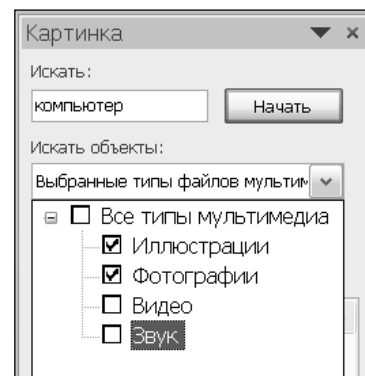 Картинка
Искать:
компьютер
Начать
Искать объекты:
Выбранные типы файлов мультим
Все типы мультимедиа
Иллюстрации
Фотографии
Видео
Звук